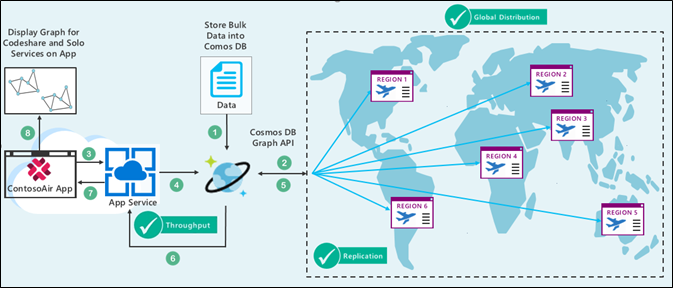 Global Distribution
Display Graph for
Codeshare and Solo
Services on App
Store Bulk
Data into
Comos DB
Data
REGION 1
REGION 2
REGION 3
REGION 4
REGION 5
REGION 6
Cosmos DB
Graph API
1
2
5
8
3
7
4
ContosoAir App
App Service
Throughput
6
Replication